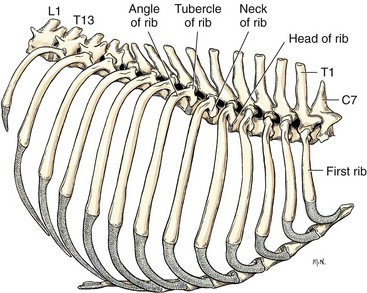 L1
T13
Angle
of rib
Tubercle
of rib
Neck
of rib
Head of rib
T1
C7
First rib
M.N.